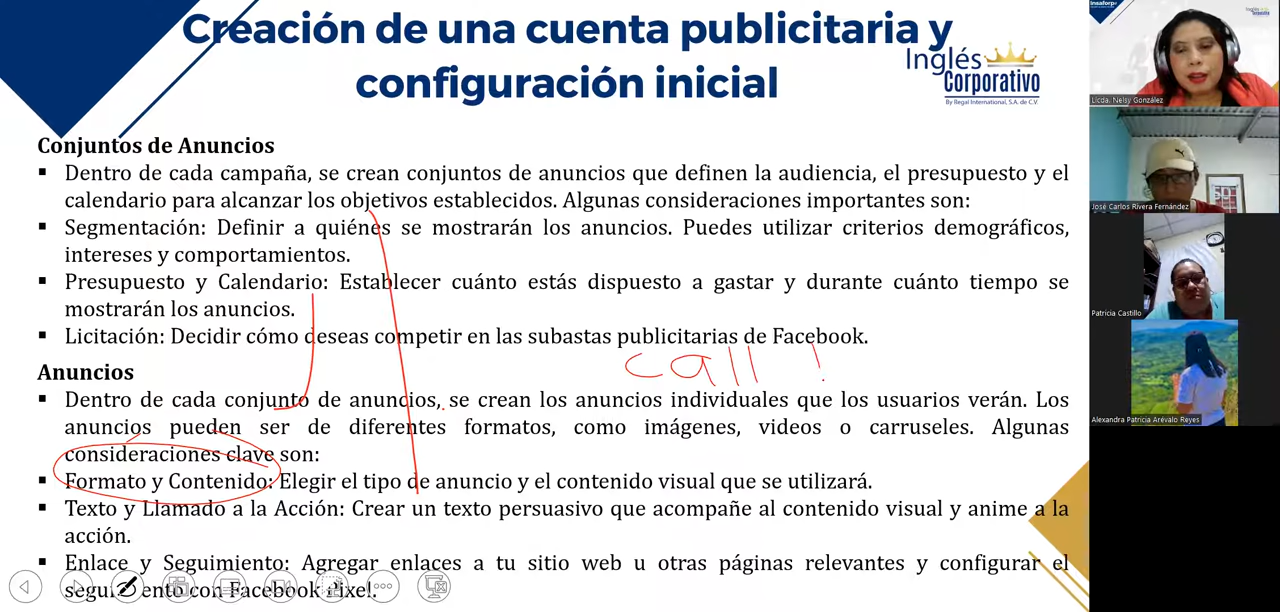 Creación de una cuenta publicitaria y
configuración inicial
Inglés
Corporativo
By Regal International, S.A. de C.V.
Conjuntos de Anuncios
▪ Dentro de cada campaña, se crean conjuntos de anuncios que definen la audiencia, el presupuesto y el
calendario para alcanzar los objetivos establecidos. Algunas consideraciones importantes son:
▪ Segmentación: Definir a quiénes se mostrarán los anuncios. Puedes utilizar criterios demográficos,
intereses y comportamientos.
▪ Presupuesto y Calendario: Establecer cuánto estás dispuesto a gastar y durante cuánto tiempo se
mostrarán los anuncios.
▪ Licitación: Decidir cómo deseas competir en las subastas publicitarias de Facebook.
call !
Anuncios
▪ Dentro de cada conjunto de anuncios, se crean los anuncios individuales que los usuarios verán. Los
anuncios pueden ser de diferentes formatos, como imágenes, videos o carruseles. Algunas
consideraciones clave son:
▪ Formato y Contenido: Elegir el tipo de anuncio y el contenido visual que se utilizará.
▪ Texto y Llamado a la Acción: Crear un texto persuasivo que acompañe al contenido visual y anime a la
acción.
▪ Enlace y Seguimiento: Agregar enlaces a tu sitio web u otras páginas relevantes y configurar el
seguimiento con Facebook Pixel.
Insaforp
Inglés
Corporativo
Licda. Nelsy González
José Carlos Rivera Fernández
Patricia Castillo
Alexandra Patricia Arévalo Reyes